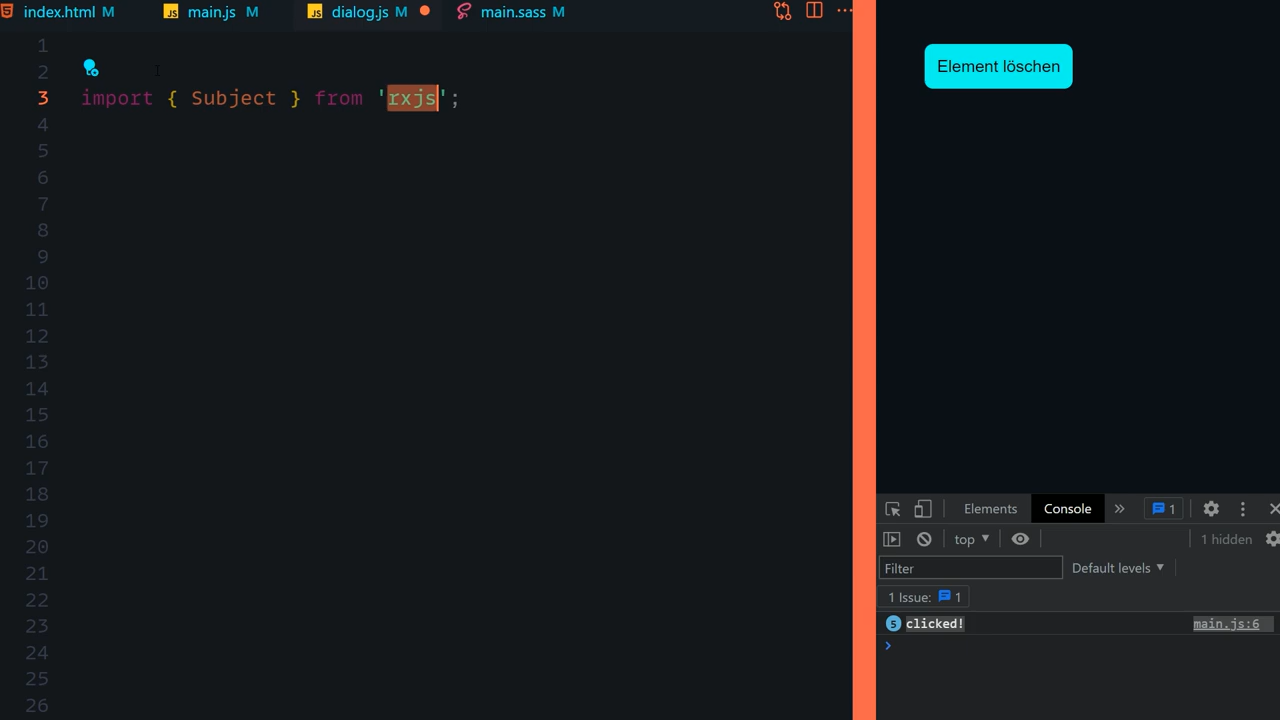 index.html M
JS main.js M
JS dialog.js M
main.sass M
1
2
3 import { Subject } from 'rxjs';
4
5
6
7
8
9
10
11
12
13
14
15
16
17
18
19
20
21
22
23
24
25
26
Element löschen
Elements Console » 1
top 1 hidden
Filter Default levels
1 Issue: 1
5 clicked! main.js:6